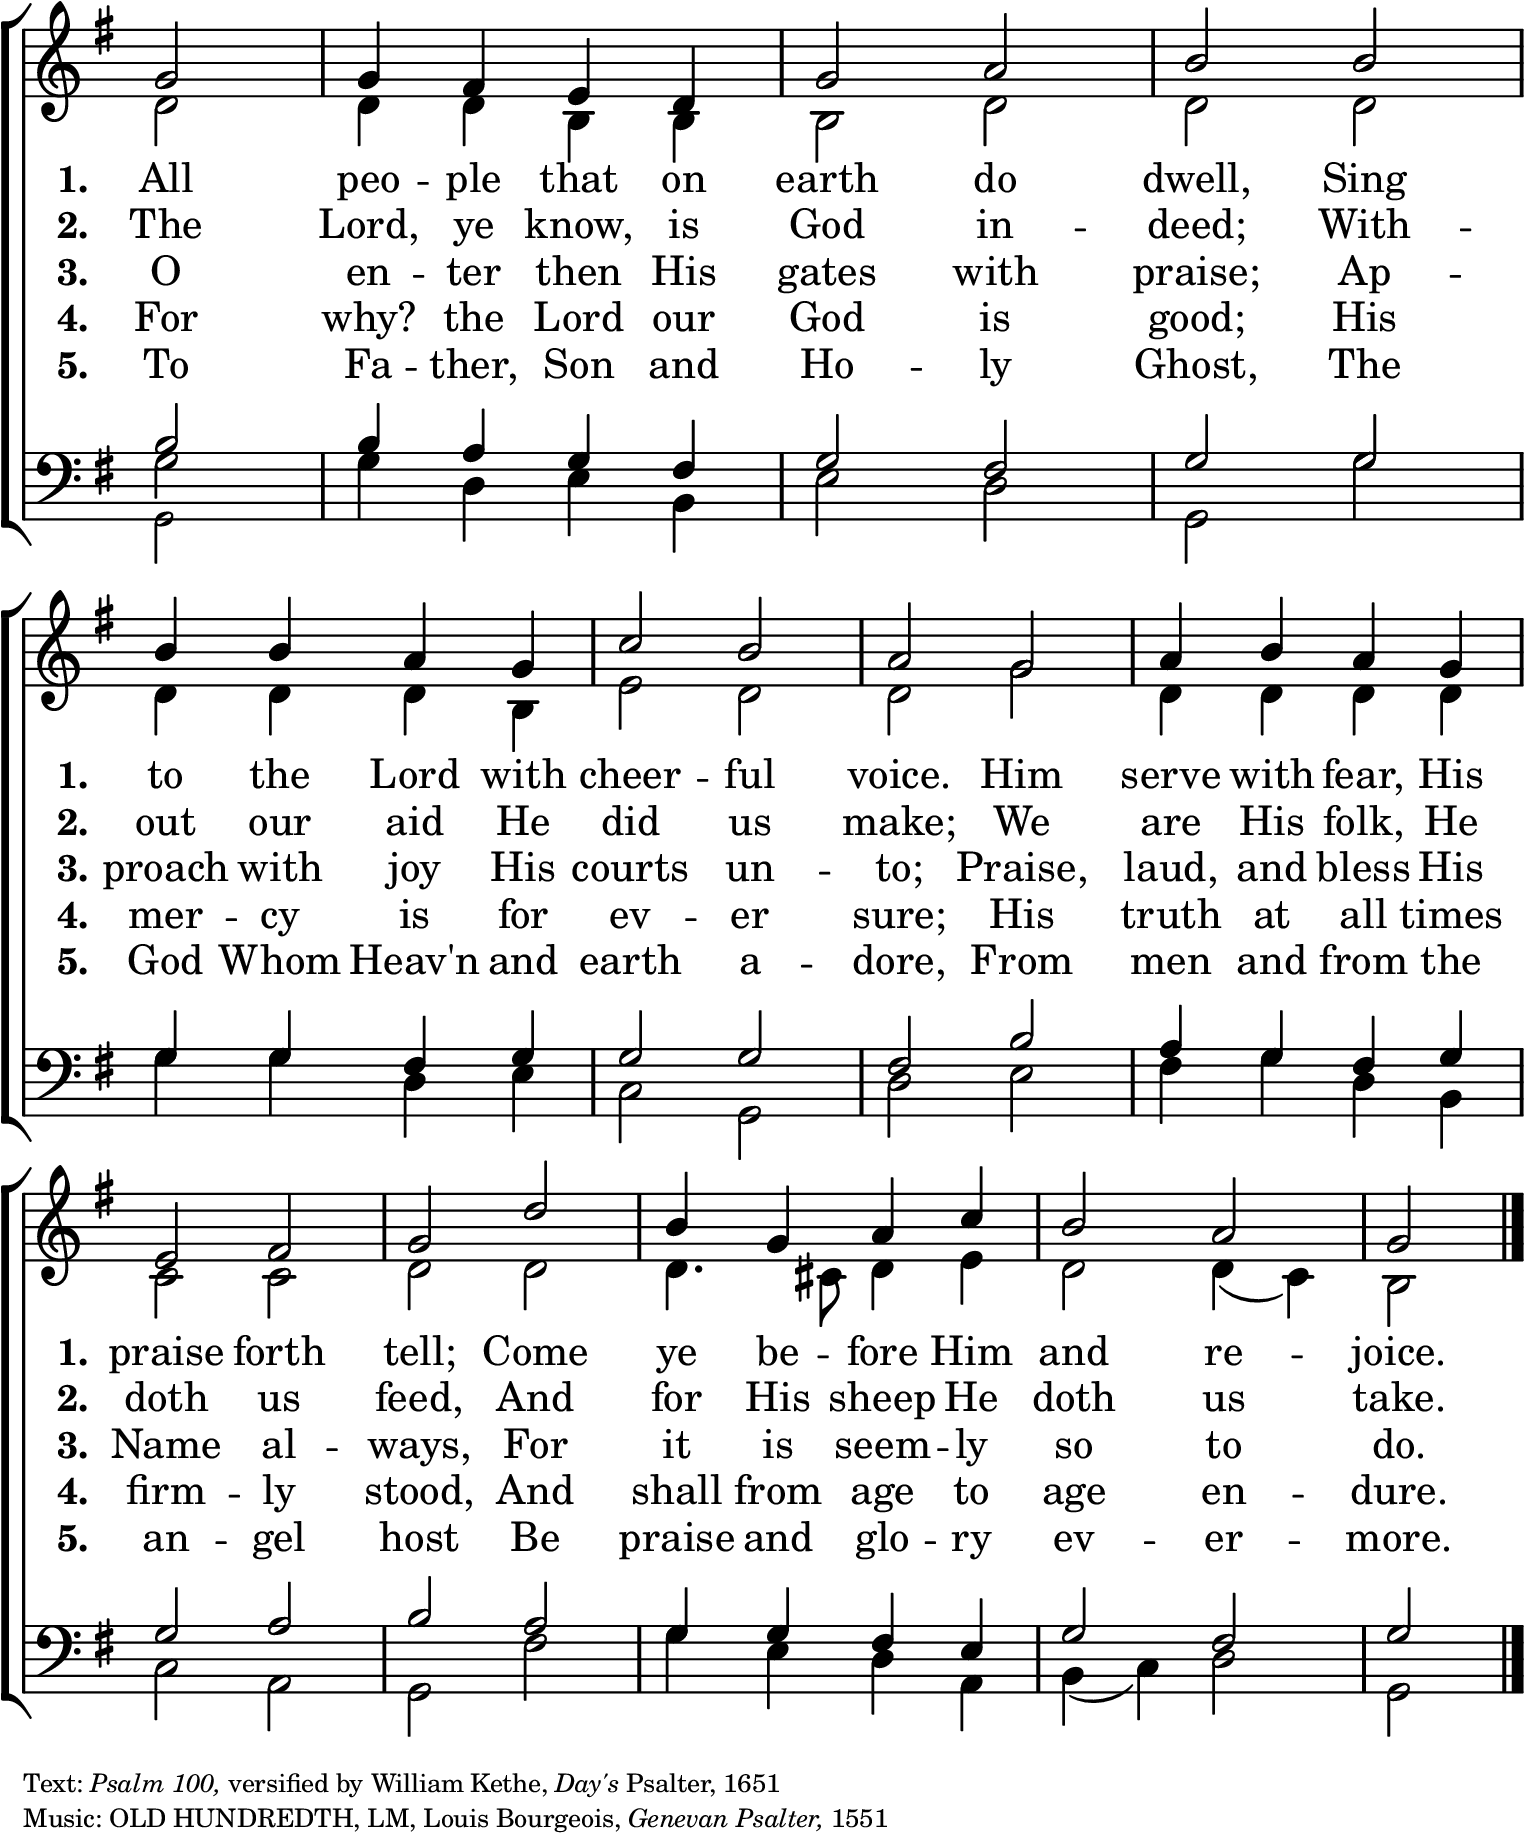 1. All peo -- ple that on earth do dwell, Sing
2. The Lord, ye know, is God in -- deed; With --
3. O en -- ter then His gates with praise; Ap --
4. For why? the Lord our God is good; His
5. To Fa -- ther, Son and Ho -- ly Ghost, The
1. to the Lord with cheer -- ful voice. Him serve with fear, His
2. out our aid He did us make; We are His folk, He
3. proach with joy His courts un -- to; Praise, laud, and bless His
4. mer -- cy is for ev -- er sure; His truth at all times
5. God Whom Heav'n and earth a -- dore, From men and from the
1. praise forth tell; Come ye be -- fore Him and re -- joice.
2. doth us feed, And for His sheep He doth us take.
3. Name al -- ways, For it is seem -- ly so to do.
4. firm -- ly stood, And shall from age to age en -- dure.
5. an -- gel host Be praise and glo -- ry ev -- er -- more.
Text: Psalm 100, versified by William Kethe, Day's Psalter, 1651
Music: OLD HUNDREDTH, LM, Louis Bourgeois, Genevan Psalter, 1551